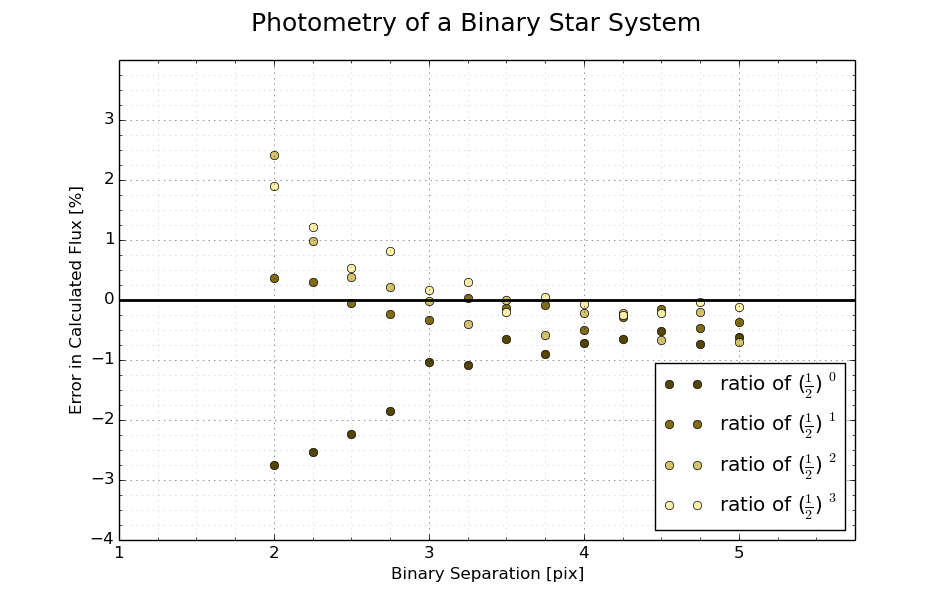 Photometry of a Binary Star System
Error in Calculated Flux [%]
3
2
1
0
−1
−2
−3
−4
ratio of (1/2) ^0
ratio of (1/2) ^1
ratio of (1/2) ^2
ratio of (1/2) ^3
1 2 3 4 5
Binary Separation [pix]